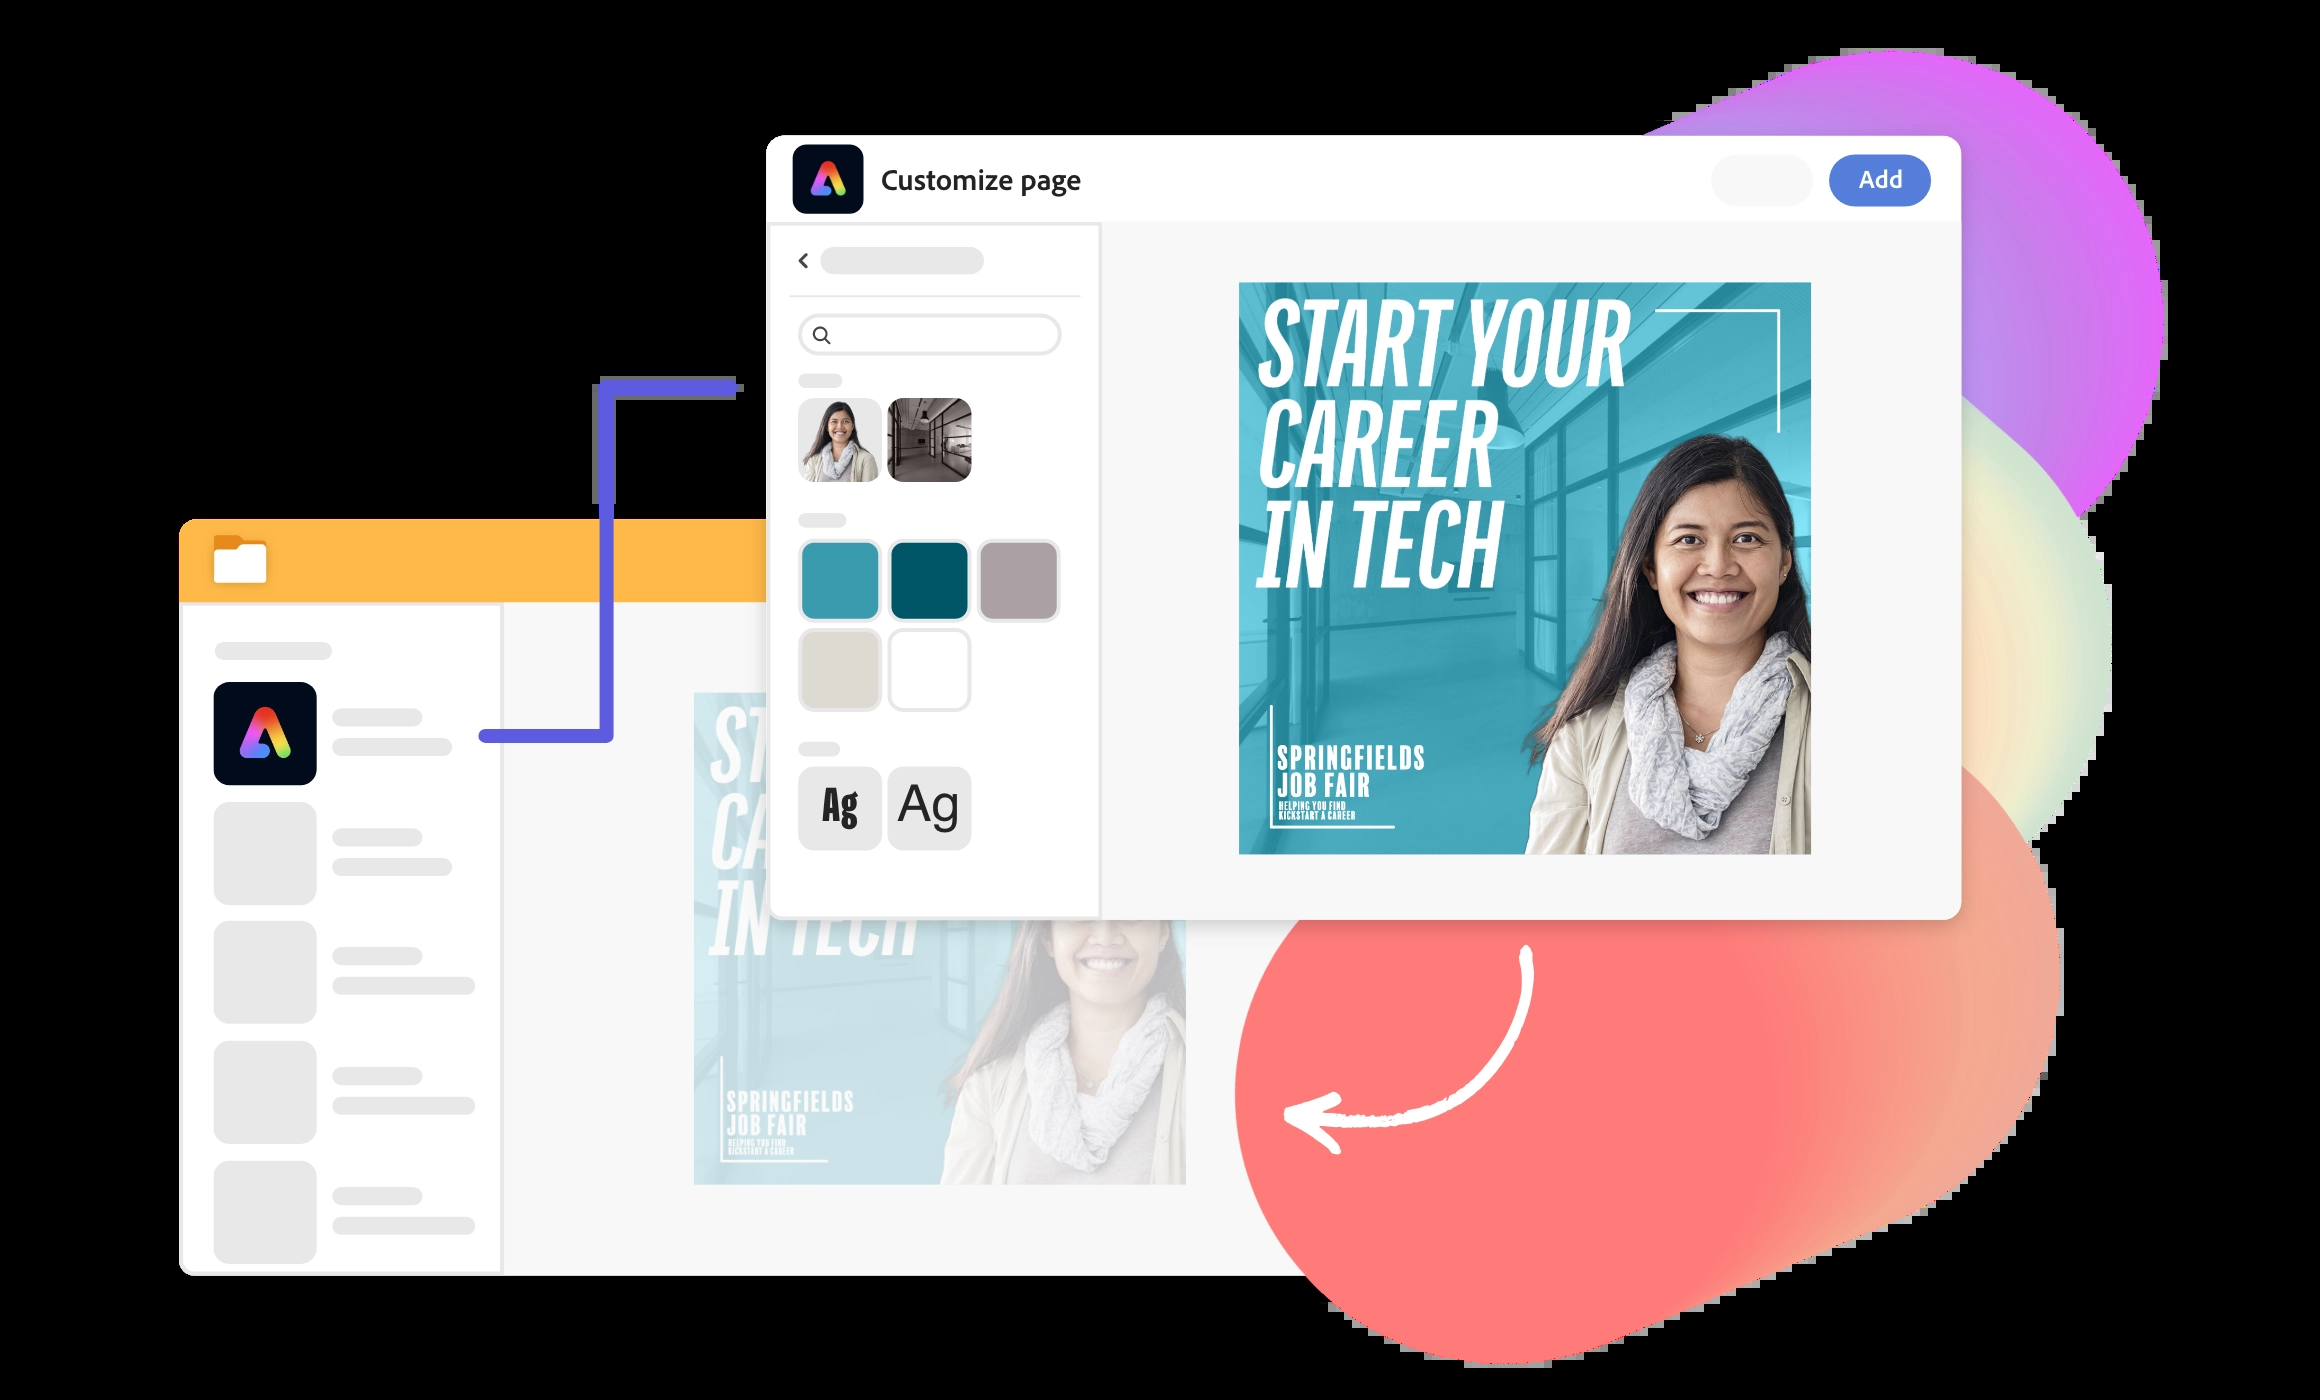 Customize page
Add
START YOUR
CAREER
IN TECH
SPRINGFIELDS
JOB FAIR
HELPING YOU FIND
KICKSTART A CAREER
Ag
Ag
ST
CA
IN TECH
SPRINGFIELDS
JOB FAIR
HELPING YOU FIND
KICKSTART A CAREER